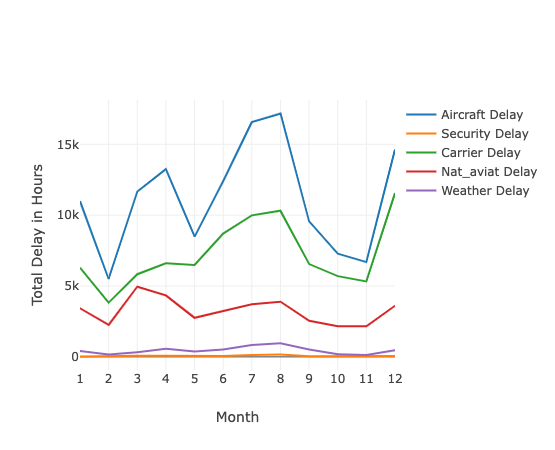 Aircraft Delay
Security Delay
Carrier Delay
Nat_aviat Delay
Weather Delay
Total Delay in Hours
15k
10k
5k
0
1 2 3 4 5 6 7 8 9 10 11 12
Month